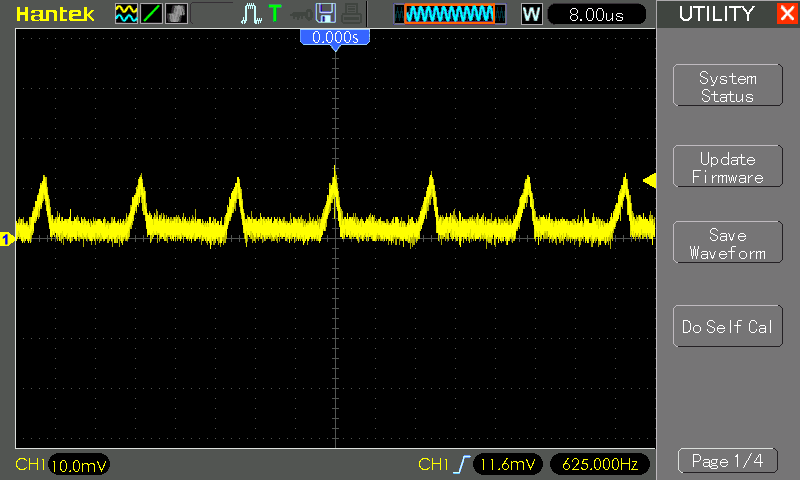 Hantek T W 8.00us UTILITY
0.000s
System
Status
Update
Firmware
1
Save
Waveform
Do Self Cal
CH1 10.0mV CH1 11.6mV 625.000Hz Page 1/4